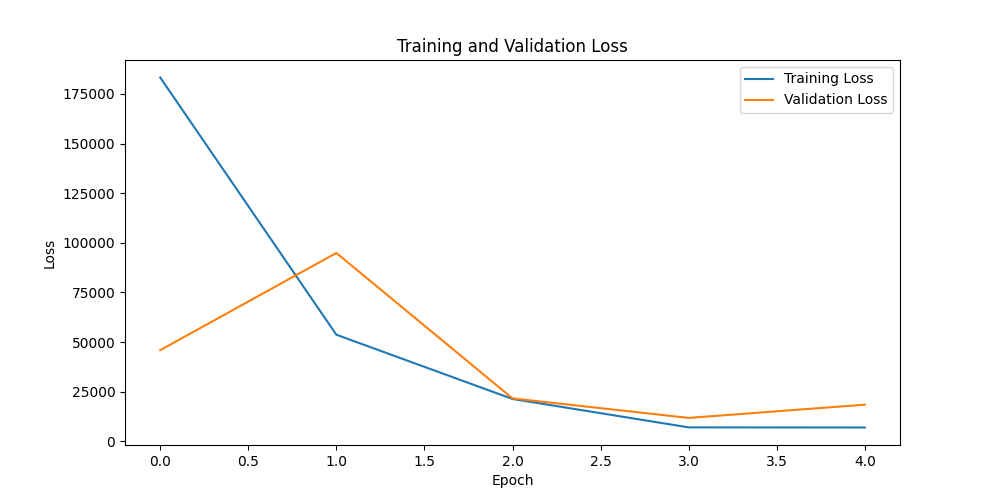 Training and Validation Loss
Training Loss
Validation Loss
175000
150000
125000
100000
75000
50000
25000
0
Loss
0.0 0.5 1.0 1.5 2.0 2.5 3.0 3.5 4.0
Epoch